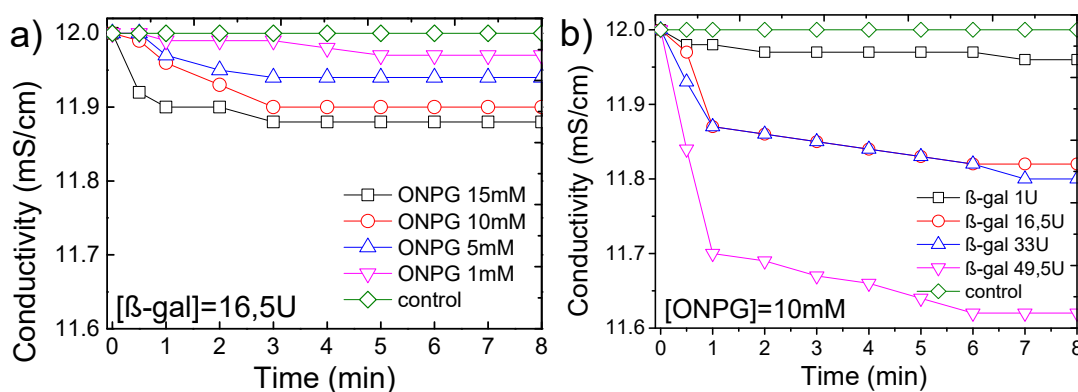 a)
Conductivity (mS/cm)
12.0
11.9
11.8
11.7
11.6
ONPG 15mM
ONPG 10mM
ONPG 5mM
ONPG 1mM
control
[ß-gal]=16,5U
0 1 2 3 4 5 6 7 8
Time (min)
b)
Conductivity (mS/cm)
12.0
11.9
11.8
11.7
11.6
ß-gal 1U
ß-gal 16,5U
ß-gal 33U
ß-gal 49,5U
control
[ONPG]=10mM
0 1 2 3 4 5 6 7 8
Time (min)